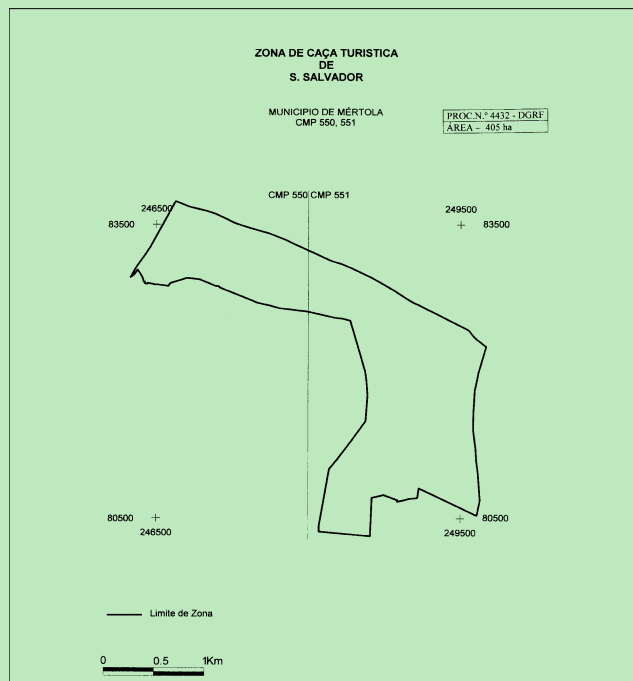 ZONA DE CAÇA TURISTICA
DE
S. SALVADOR
MUNICIPIO DE MÉRTOLA
CMP 550, 551
PROC.N.º 4432 - DGRF
ÁREA - 405 ha
CMP 550 CMP 551
246500
83500
249500
83500
80500
246500
80500
249500
Limite de Zona
0 0.5 1Km